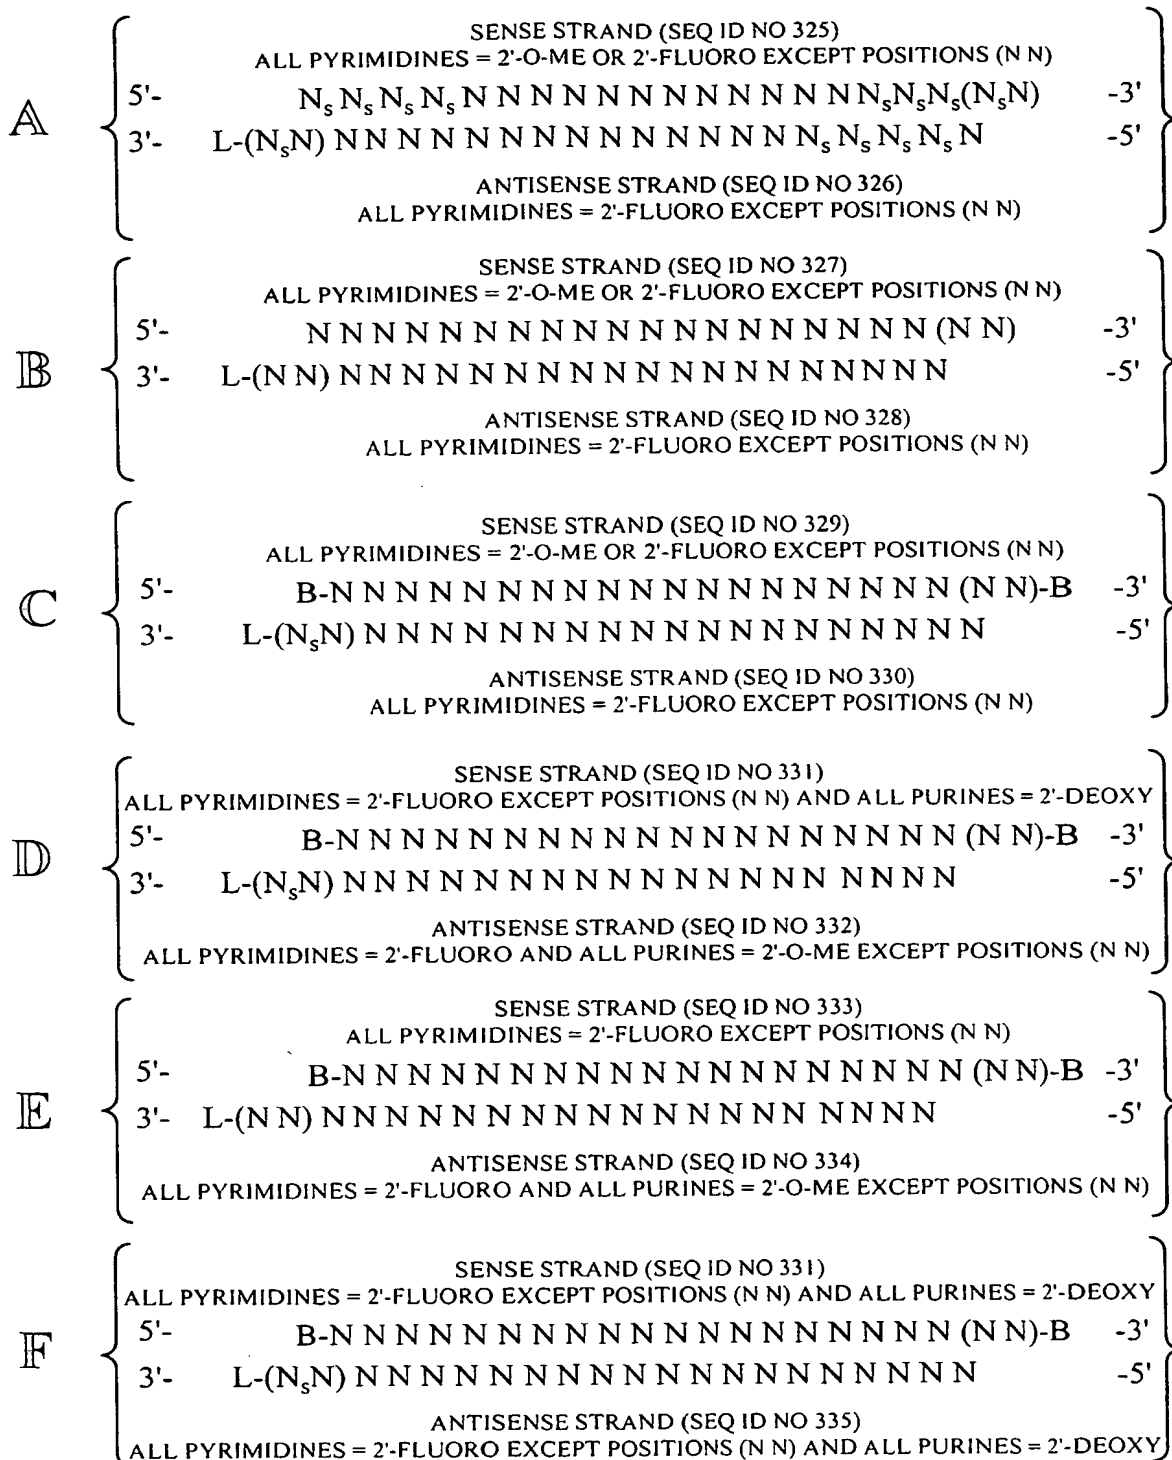 A
SENSE STRAND (SEQ ID NO 325)
ALL PYRIMIDINES = 2'-O-ME OR 2'-FLUORO EXCEPT POSITIONS (N N)
5'- NₛNₛNₛNₛN N N N N N N N N N N N NₛNₛNₛ(NₛN) -3'
3'- L-(NₛN) N N N N N N N N N N N N N N Nₛ Nₛ Nₛ Nₛ N -5'
ANTISENSE STRAND (SEQ ID NO 326)
ALL PYRIMIDINES = 2'-FLUORO EXCEPT POSITIONS (N N)
B
SENSE STRAND (SEQ ID NO 327)
ALL PYRIMIDINES = 2'-O-ME OR 2'-FLUORO EXCEPT POSITIONS (N N)
5'- N N N N N N N N N N N N N N N N N N N (N N) -3'
3'- L-(N N) N N N N N N N N N N N N N N N N N N N -5'
ANTISENSE STRAND (SEQ ID NO 328)
ALL PYRIMIDINES = 2'-FLUORO EXCEPT POSITIONS (N N)
C
SENSE STRAND (SEQ ID NO 329)
ALL PYRIMIDINES = 2'-O-ME OR 2'-FLUORO EXCEPT POSITIONS (N N)
5'- B-N N N N N N N N N N N N N N N N N N N (N N)-B -3'
3'- L-(NₛN) N N N N N N N N N N N N N N N N N N N -5'
ANTISENSE STRAND (SEQ ID NO 330)
ALL PYRIMIDINES = 2'-FLUORO EXCEPT POSITIONS (N N)
D
SENSE STRAND (SEQ ID NO 331)
ALL PYRIMIDINES = 2'-FLUORO EXCEPT POSITIONS (N N) AND ALL PURINES = 2'-DEOXY
5'- B-N N N N N N N N N N N N N N N N N N N (N N)-B -3'
3'- L-(NₛN) N N N N N N N N N N N N N N N N N N N -5'
ANTISENSE STRAND (SEQ ID NO 332)
ALL PYRIMIDINES = 2'-FLUORO AND ALL PURINES = 2'-O-ME EXCEPT POSITIONS (N N)
E
SENSE STRAND (SEQ ID NO 333)
ALL PYRIMIDINES = 2'-FLUORO EXCEPT POSITIONS (N N)
5'- B-N N N N N N N N N N N N N N N N N N N (N N)-B -3'
3'- L-(N N) N N N N N N N N N N N N N N N N N N N -5'
ANTISENSE STRAND (SEQ ID NO 334)
ALL PYRIMIDINES = 2'-FLUORO AND ALL PURINES = 2'-O-ME EXCEPT POSITIONS (N N)
F
SENSE STRAND (SEQ ID NO 331)
ALL PYRIMIDINES = 2'-FLUORO EXCEPT POSITIONS (N N) AND ALL PURINES = 2'-DEOXY
5'- B-N N N N N N N N N N N N N N N N N N N (N N)-B -3'
3'- L-(NₛN) N N N N N N N N N N N N N N N N N N N -5'
ANTISENSE STRAND (SEQ ID NO 335)
ALL PYRIMIDINES = 2'-FLUORO EXCEPT POSITIONS (N N) AND ALL PURINES = 2'-DEOXY